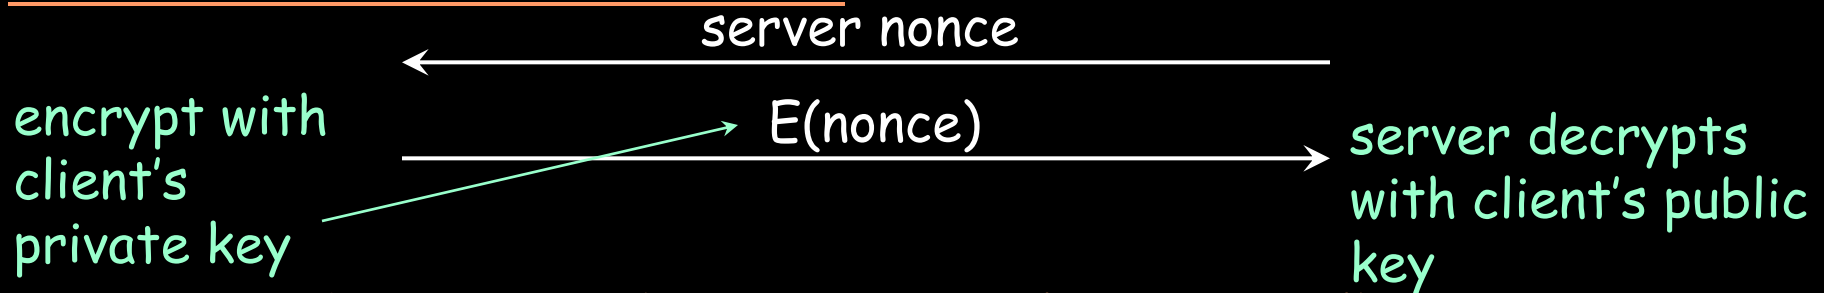 server nonce
encrypt with
client's
private key
E(nonce)
server decrypts
with client's public
key